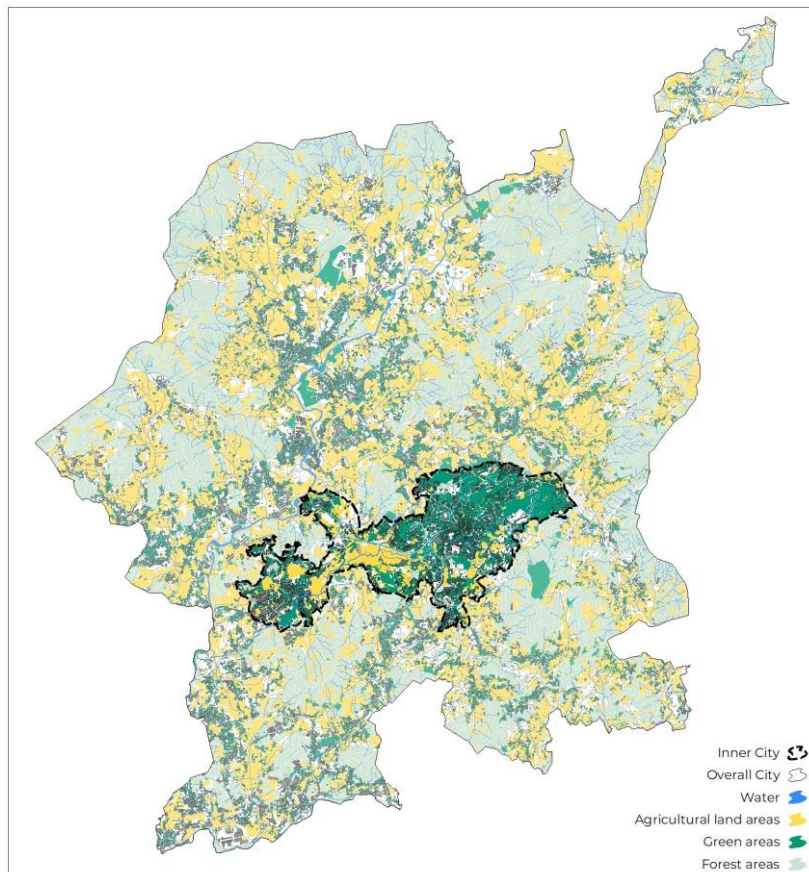 Inner City
Overall City
Water
Agricultural land areas
Green areas
Forest areas